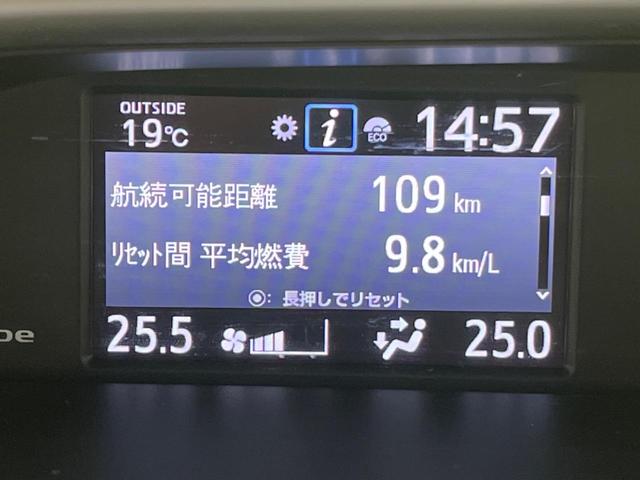 OUTSIDE
19℃ i ECO 14:57
航続可能距離 109 km
リセット間 平均燃費 9.8 km/L
◉: 長押しでリセット
25.5 25.0